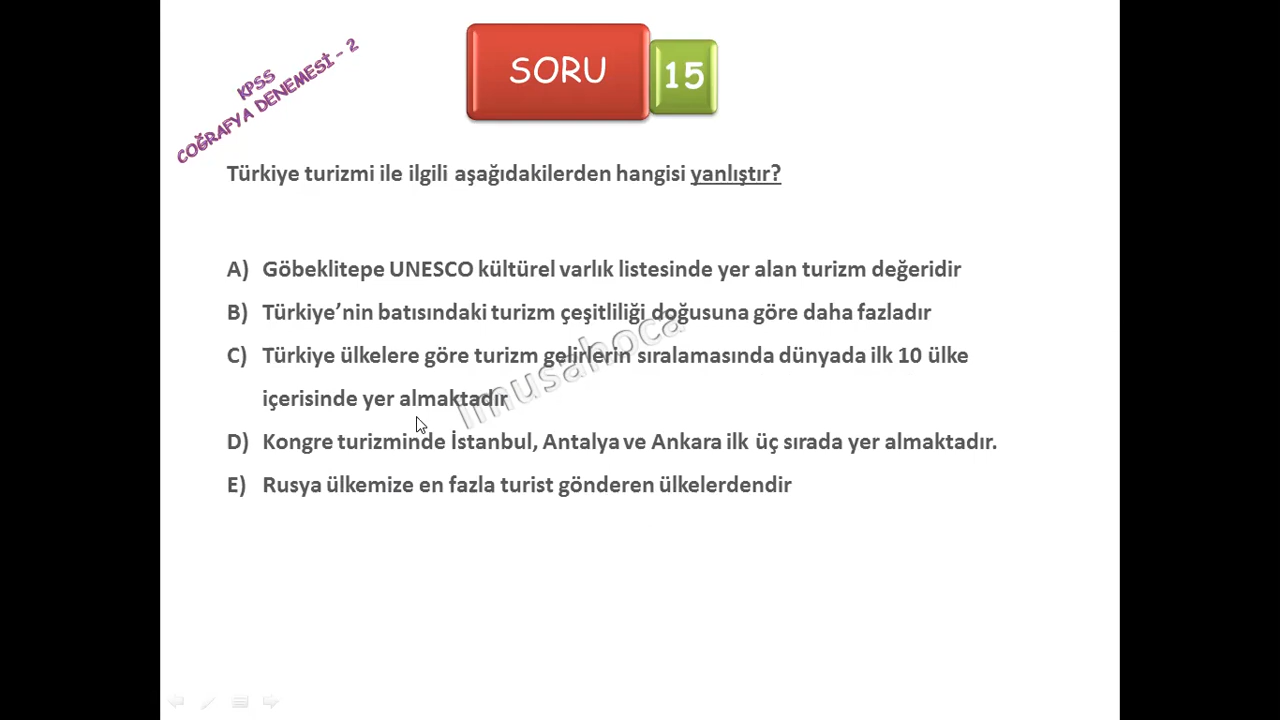 KPSS
COĞRAFYA DENEMESİ - 2
SORU 15
Türkiye turizmi ile ilgili aşağıdakilerden hangisi yanlıştır?
A) Göbeklitepe UNESCO kültürel varlık listesinde yer alan turizm değeridir
B) Türkiye’nin batısındaki turizm çeşitliliği doğusuna göre daha fazladır
C) Türkiye ülkelere göre turizm gelirlerin sıralamasında dünyada ilk 10 ülke
içerisinde yer almaktadır
D) Kongre turizminde İstanbul, Antalya ve Ankara ilk üç sırada yer almaktadır.
E) Rusya ülkemize en fazla turist gönderen ülkelerdendir
lmusahoca